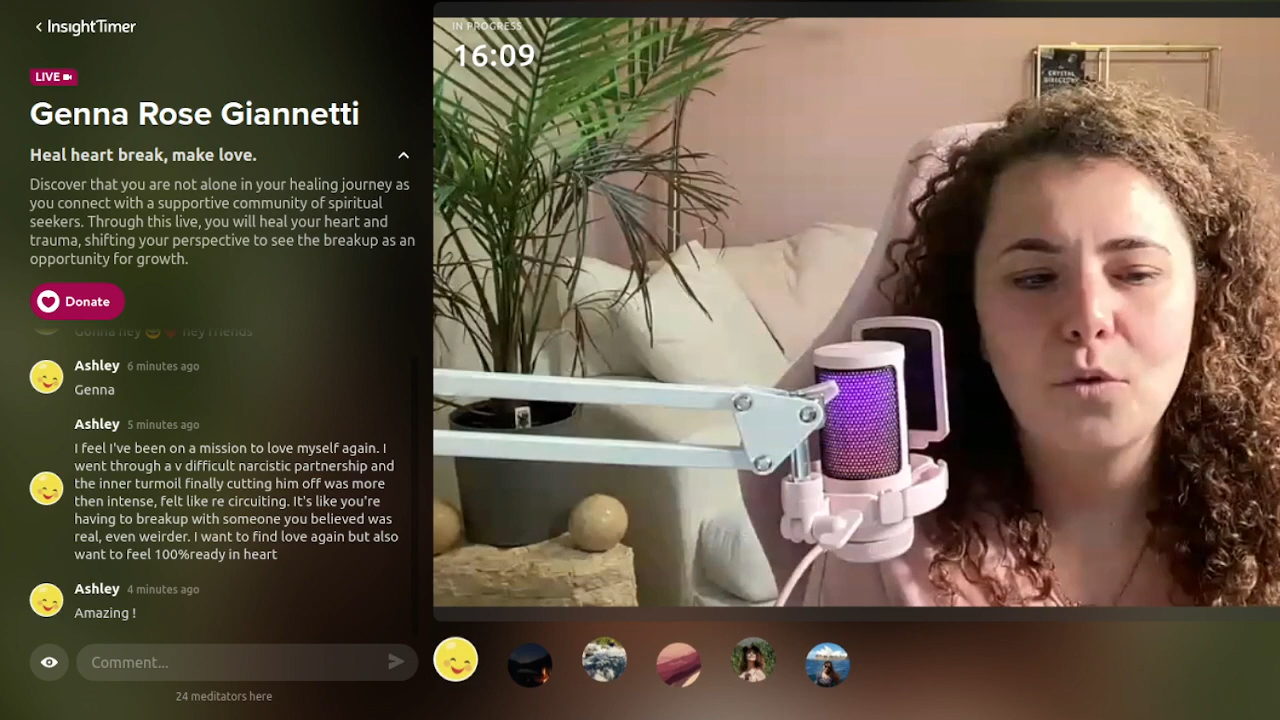 InsightTimer
LIVE
Genna Rose Giannetti
Heal heart break, make love.
Discover that you are not alone in your healing journey as
you connect with a supportive community of spiritual
seekers. Through this live, you will heal your heart and
trauma, shifting your perspective to see the breakup as an
opportunity for growth.
Donate
Gonna hey hey friends
Ashley 6 minutes ago
Genna
Ashley 5 minutes ago
I feel I've been on a mission to love myself again. I
went through a v difficult narcistic partnership and
the inner turmoil finally cutting him off was more
then intense, felt like re circuiting. It's like you're
having to breakup with someone you believed was
real, even weirder. I want to find love again but also
want to feel 100%ready in heart
Ashley 4 minutes ago
Amazing !
Comment...
24 meditators here
IN PROGRESS
16:09
CRYSTAL